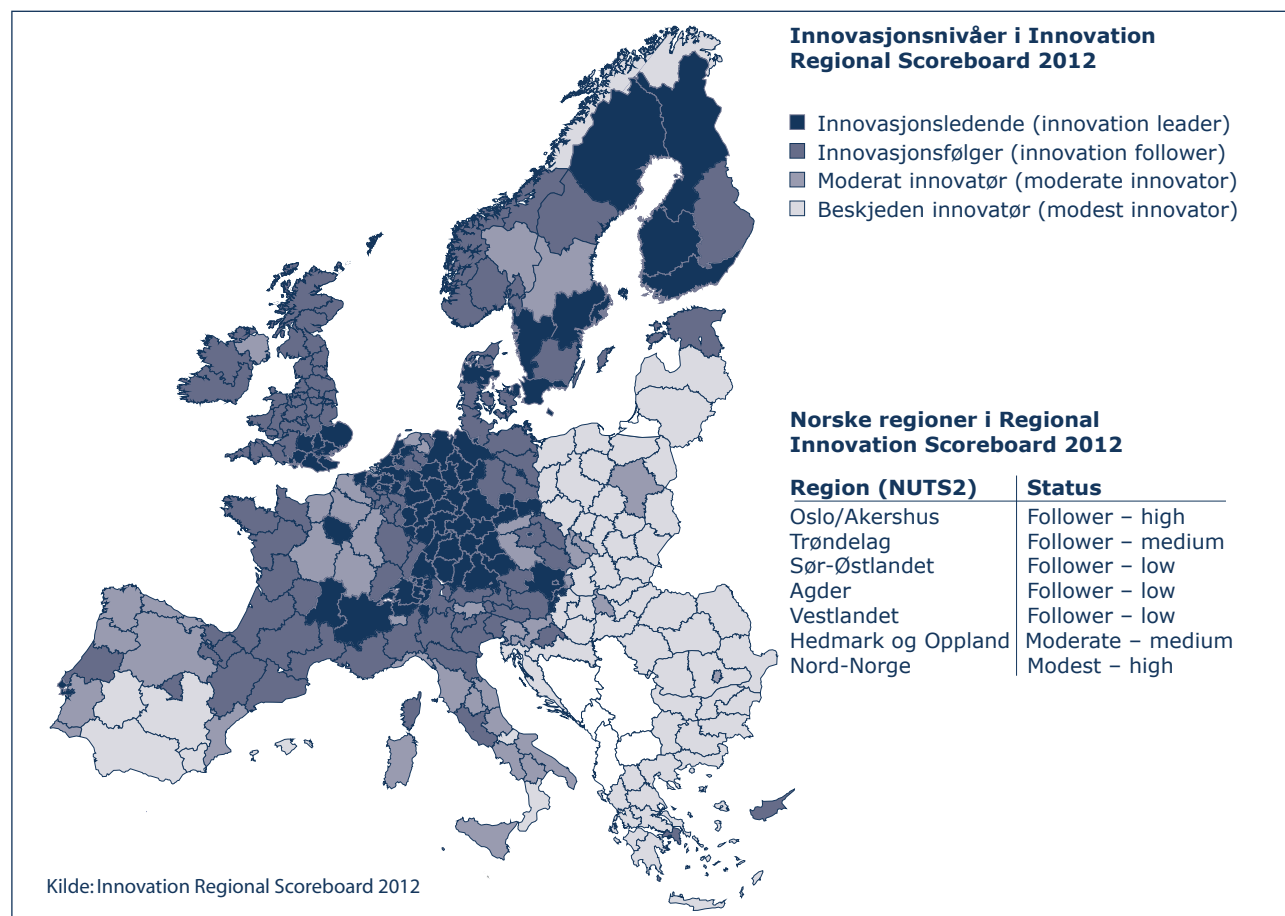 Innovasjonsnivåer i Innovation
Regional Scoreboard 2012
Innovasjonsledende (innovation leader)
Innovasjonsfølger (innovation follower)
Moderat innovatør (moderate innovator)
Beskjeden innovatør (modest innovator)
Norske regioner i Regional
Innovation Scoreboard 2012
Region (NUTS2) Status
Oslo/Akershus Follower – high
Trøndelag Follower – medium
Sør-Østlandet Follower – low
Agder Follower – low
Vestlandet Follower – low
Hedmark og Oppland Moderate – medium
Nord-Norge Modest – high
Kilde: Innovation Regional Scoreboard 2012